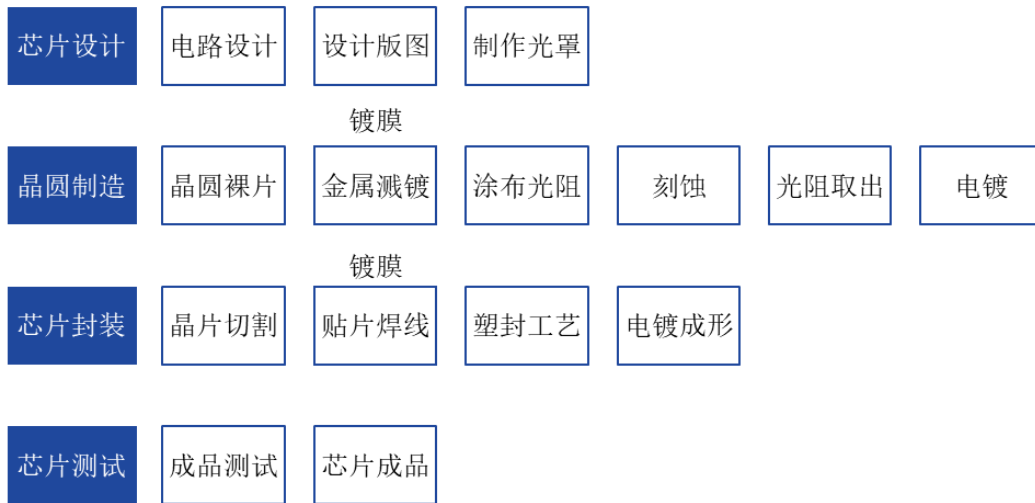 芯片设计 电路设计 设计版图 制作光罩
镀膜
晶圆制造 晶圆裸片 金属溅镀 涂布光阻 刻蚀 光阻取出 电镀
镀膜
芯片封装 晶片切割 贴片焊线 塑封工艺 电镀成形
芯片测试 成品测试 芯片成品